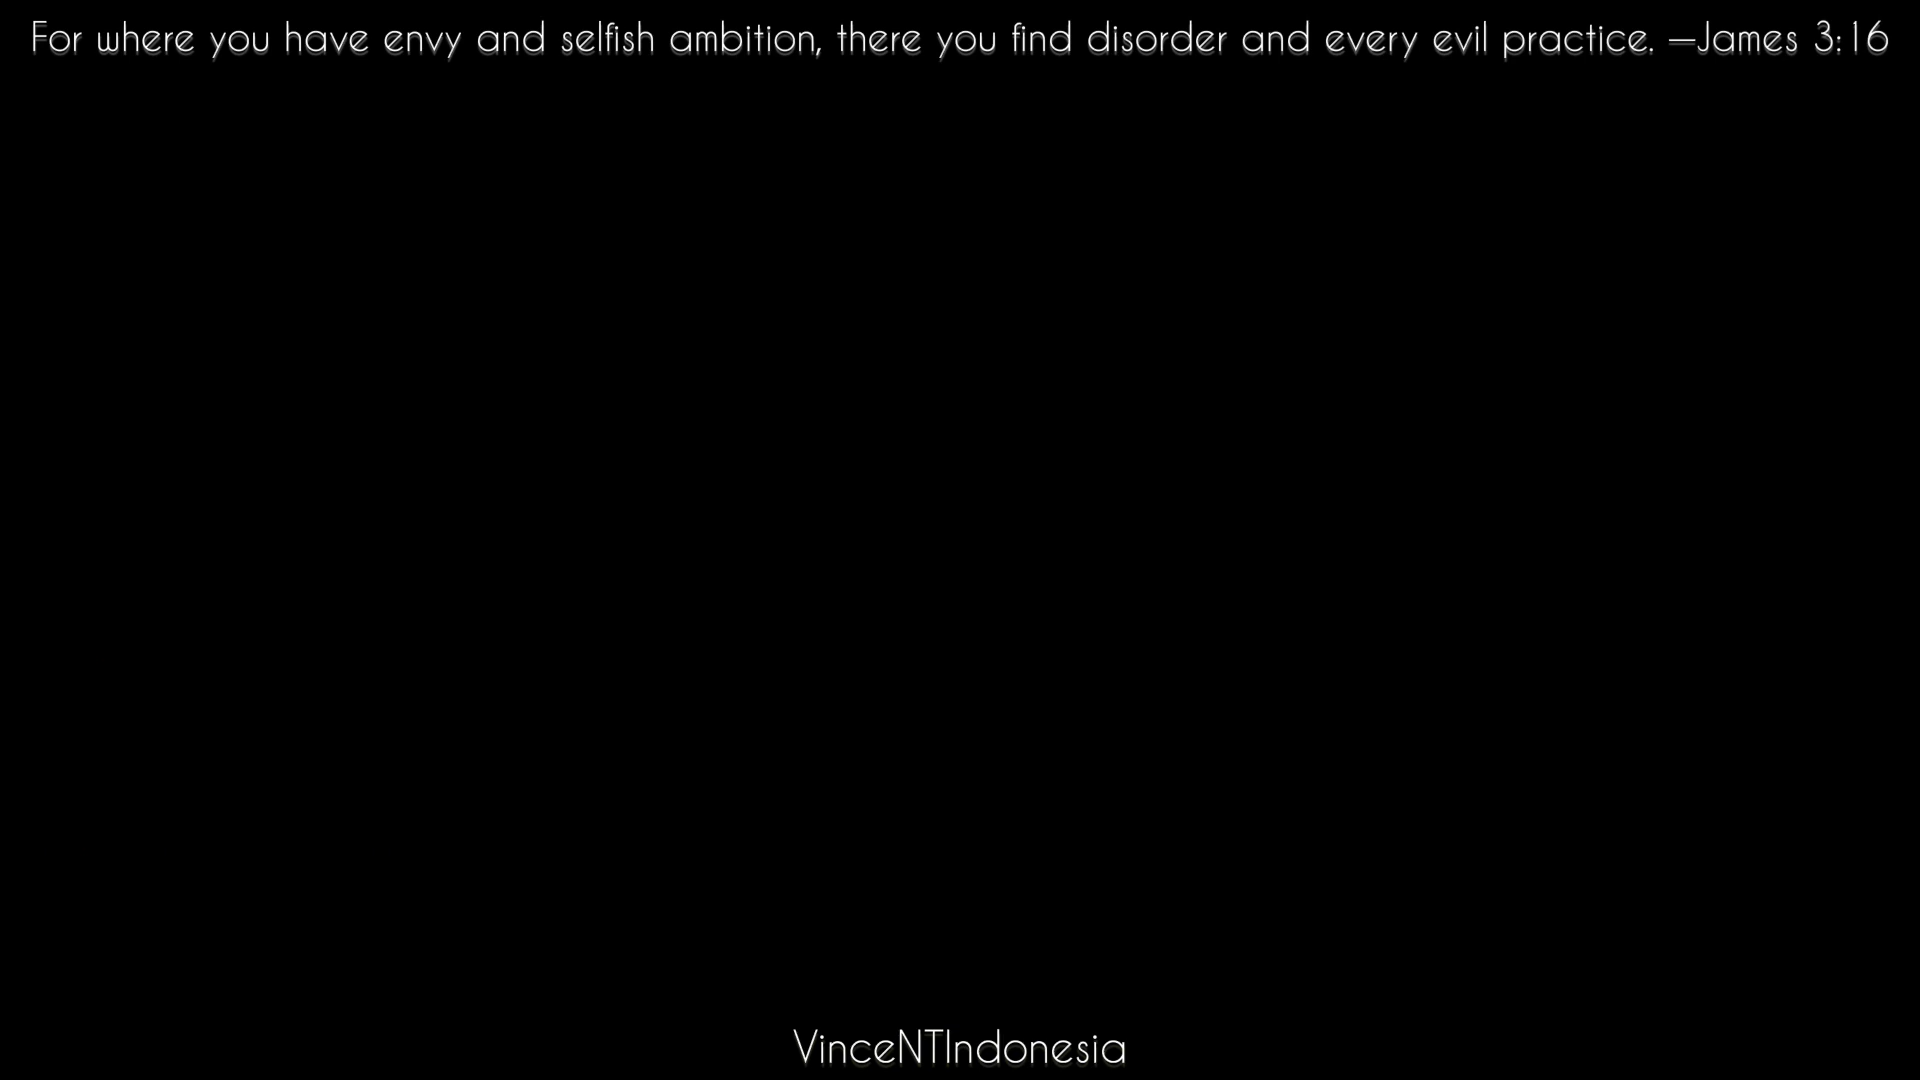 For where you have envy and selfish ambition, there you find disorder and every evil practice. —James 3:16
VinceNTIndonesia